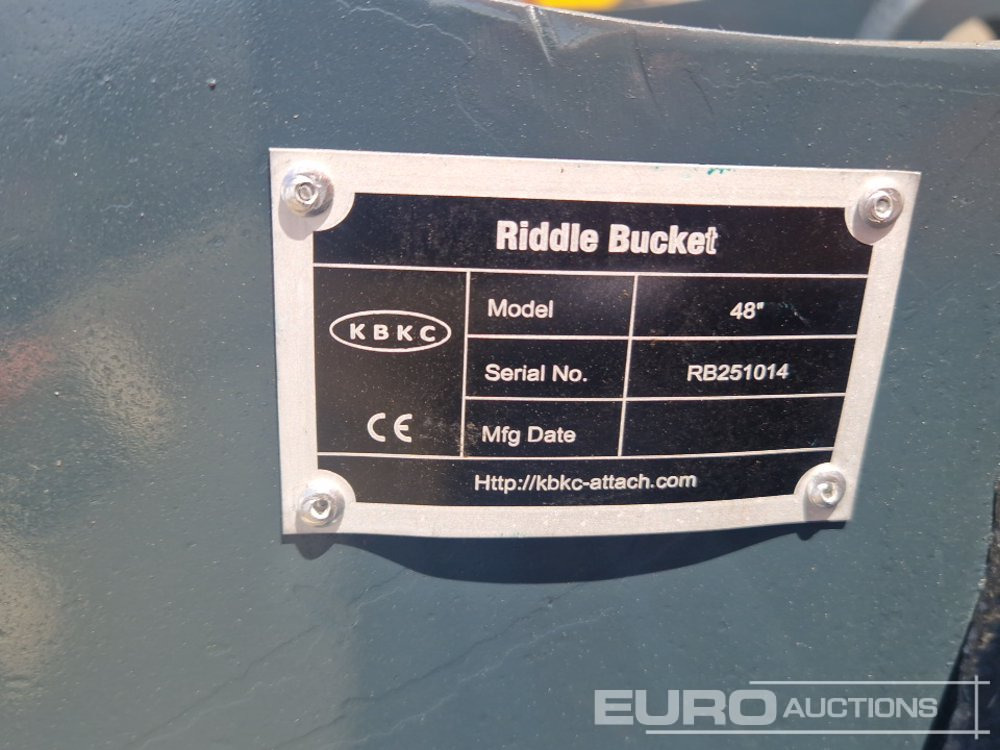 Riddle Bucket
KBKC
CE
Model 48"
Serial No. RB251014
Mfg Date
Http://kbkc-attach.com
EURO AUCTIONS